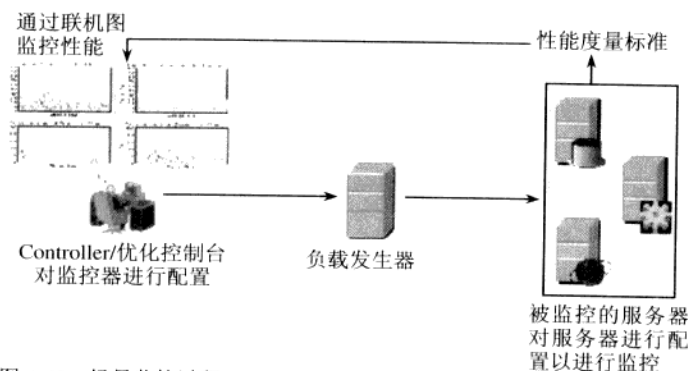 通过联机图
监控性能
性能度量标准
Controller/优化控制台
对监控器进行配置
负载发生器
被监控的服务器
对服务器进行配
置以进行监控